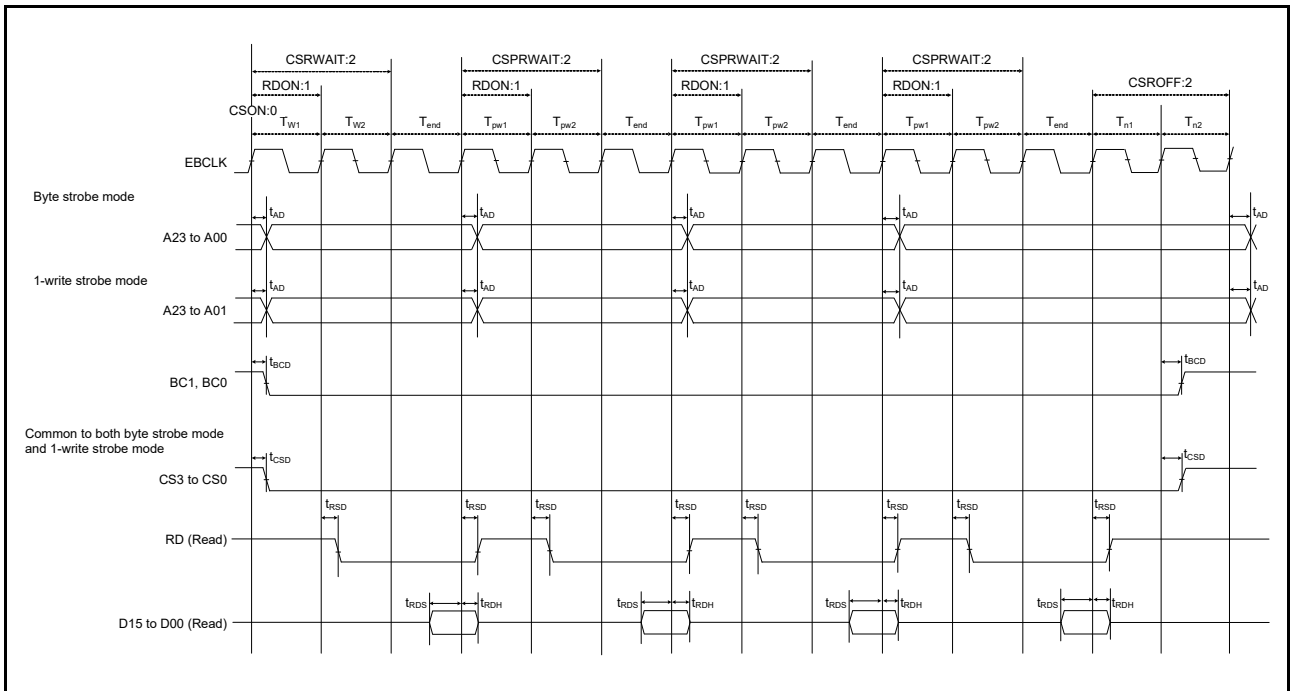 CSRWAIT:2 CSPRWAIT:2 CSPRWAIT:2 CSPRWAIT:2
RDON:1 RDON:1 RDON:1 RDON:1 CSROFF:2
CSON:0
TW1 TW2 Tend Tpw1 Tpw2 Tend Tpw1 Tpw2 Tend Tpw1 Tpw2 Tend Tn1 Tn2
EBCLK
Byte strobe mode
tAD tAD tAD tAD tAD
A23 to A00
1-write strobe mode
tAD tAD tAD tAD tAD
A23 to A01
tBCD tBCD
BC1, BC0
Common to both byte strobe mode
and 1-write strobe mode
tCSD tCSD
CS3 to CS0
tRSD tRSD tRSD tRSD tRSD tRSD tRSD tRSD
RD (Read)
tRDS tRDH tRDS tRDH tRDS tRDH tRDS tRDH
D15 to D00 (Read)